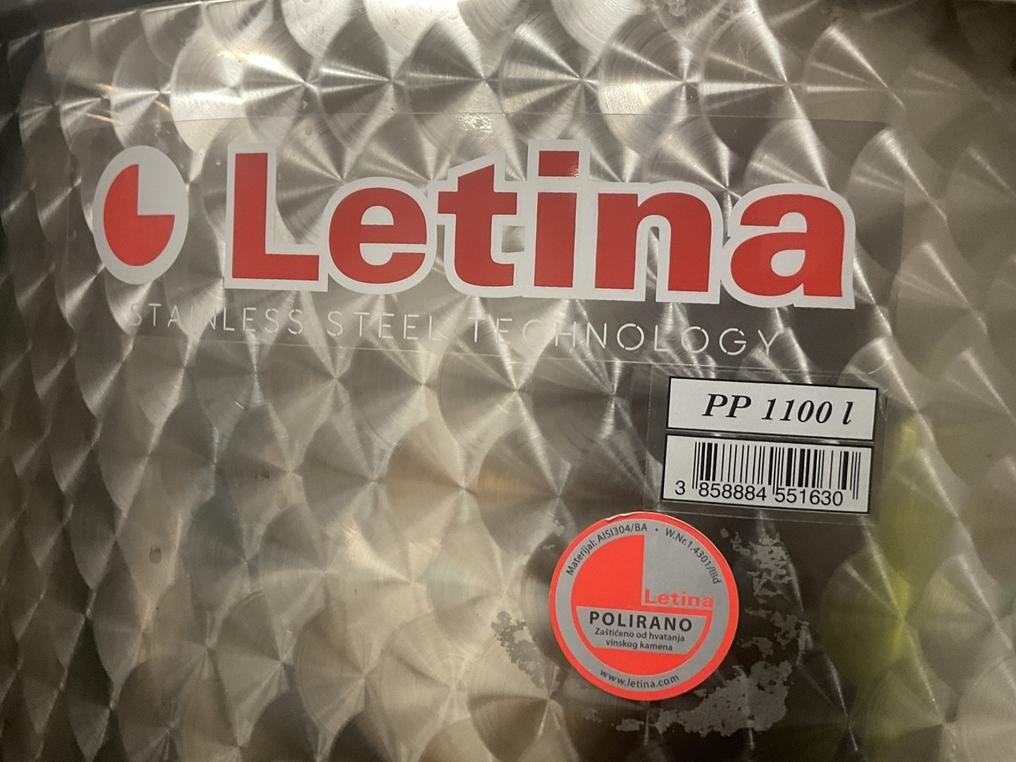 Letina
STAINLESS STEEL TECHNOLOGY
PP 1100 l
3 858884 551630
Materijal: AISI304/BA • W.Nr.1.4301/IIId
Letina
POLIRANO
Zaštićeno od hvatanja
vinskog kamena
www.letina.com